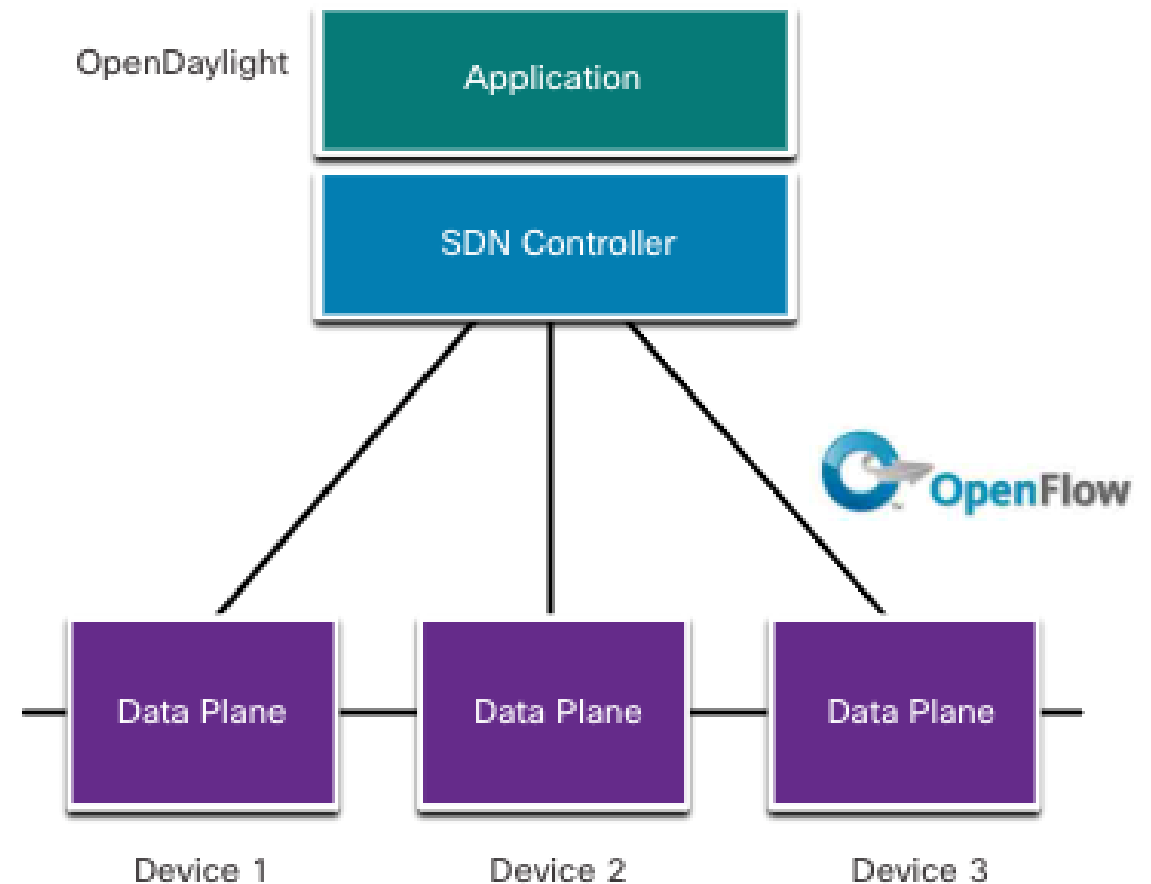 OpenDaylight
Application
SDN Controller
OpenFlow
Data Plane
Data Plane
Data Plane
Device 1
Device 2
Device 3